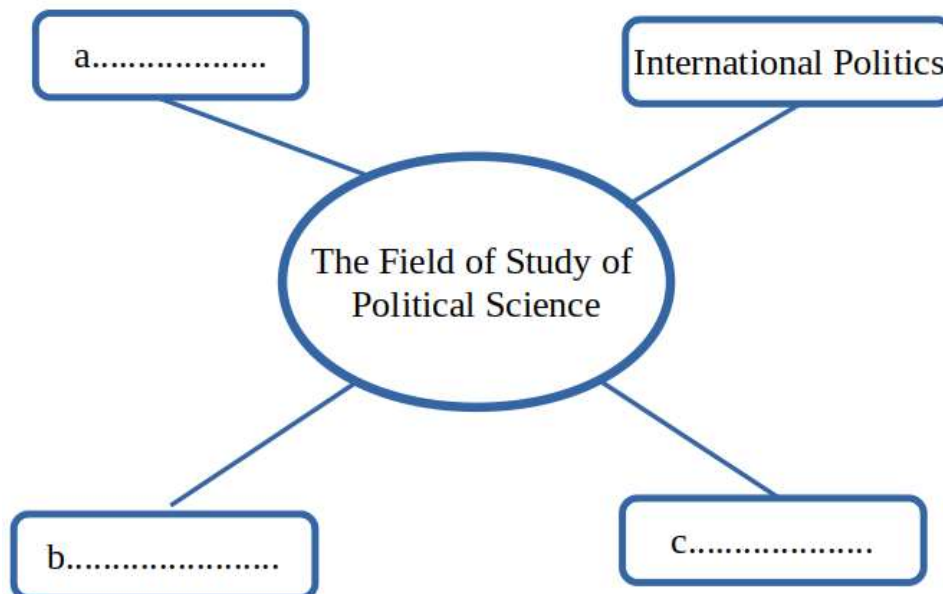 a...................
International Politics
The Field of Study of
Political Science
b.......................
c....................